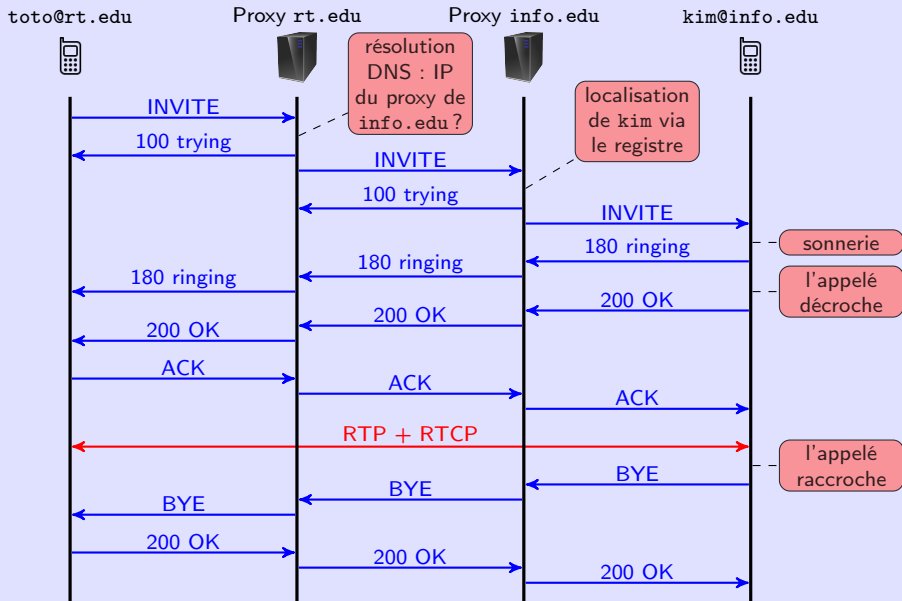 toto@rt.edu
Proxy rt.edu
Proxy info.edu
kim@info.edu
résolution
DNS : IP
du proxy de
info.edu ?
localisation
de kim via
le registre
INVITE
100 trying
INVITE
100 trying
INVITE
sonnerie
180 ringing
180 ringing
180 ringing
l'appelé
décroche
200 OK
200 OK
200 OK
ACK
ACK
ACK
RTP + RTCP
l'appelé
raccroche
BYE
BYE
BYE
200 OK
200 OK
200 OK